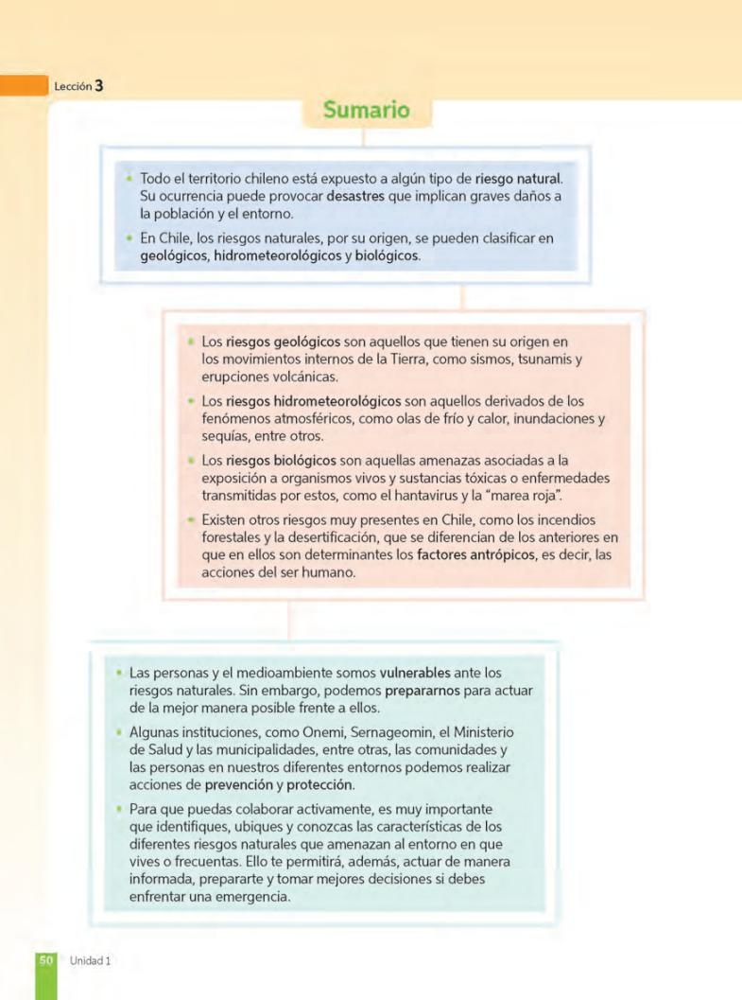 Lección 3
Sumario
• Todo el territorio chileno está expuesto a algún tipo de riesgo natural.
Su ocurrencia puede provocar desastres que implican graves daños a
la población y el entorno.
• En Chile, los riesgos naturales, por su origen, se pueden clasificar en
geológicos, hidrometeorológicos y biológicos.
• Los riesgos geológicos son aquellos que tienen su origen en
los movimientos internos de la Tierra, como sismos, tsunamis y
erupciones volcánicas.
• Los riesgos hidrometeorológicos son aquellos derivados de los
fenómenos atmosféricos, como olas de frío y calor, inundaciones y
sequías, entre otros.
• Los riesgos biológicos son aquellas amenazas asociadas a la
exposición a organismos vivos y sustancias tóxicas o enfermedades
transmitidas por estos, como el hantavirus y la “marea roja”.
• Existen otros riesgos muy presentes en Chile, como los incendios
forestales y la desertificación, que se diferencian de los anteriores en
que en ellos son determinantes los factores antrópicos, es decir, las
acciones del ser humano.
• Las personas y el medioambiente somos vulnerables ante los
riesgos naturales. Sin embargo, podemos prepararnos para actuar
de la mejor manera posible frente a ellos.
• Algunas instituciones, como Onemi, Sernageomin, el Ministerio
de Salud y las municipalidades, entre otras, las comunidades y
las personas en nuestros diferentes entornos podemos realizar
acciones de prevención y protección.
• Para que puedas colaborar activamente, es muy importante
que identifiques, ubiques y conozcas las características de los
diferentes riesgos naturales que amenazan al entorno en que
vives o frecuentas. Ello te permitirá, además, actuar de manera
informada, prepararte y tomar mejores decisiones si debes
enfrentar una emergencia.
50 Unidad 1